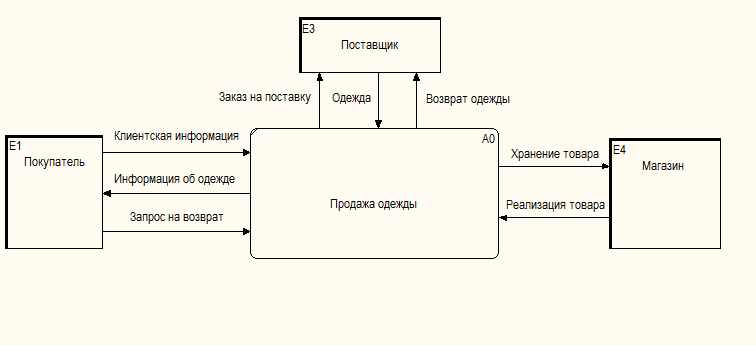 E3
Поставщик
Заказ на поставку
Одежда
Возврат одежды
E1
Покупатель
Клиентская информация
Информация об одежде
Запрос на возврат
A0
Продажа одежды
Хранение товара
Реализация товара
E4
Магазин